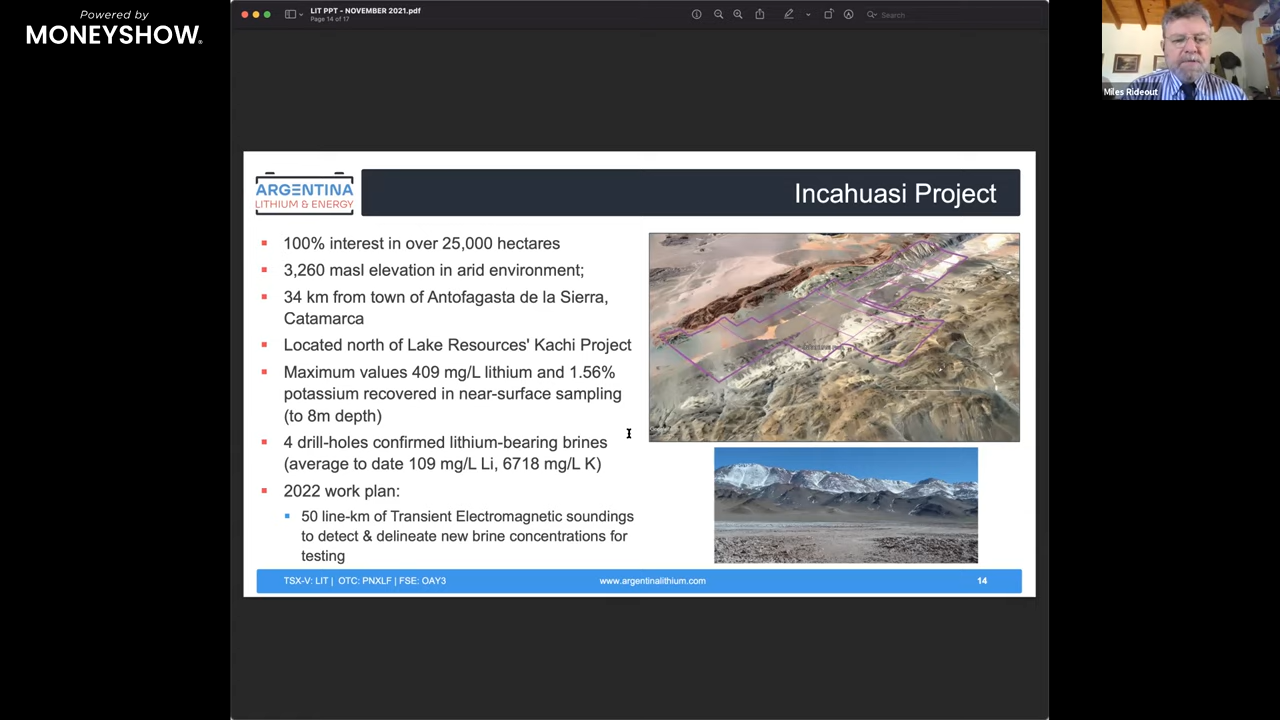 Powered by
MONEYSHOW.
LIT PPT - NOVEMBER 2021.pdf
Page 14 of 17
Search
Miles Rideout
ARGENTINA
LITHIUM & ENERGY
Incahuasi Project
100% interest in over 25,000 hectares
3,260 masl elevation in arid environment;
34 km from town of Antofagasta de la Sierra,
Catamarca
Located north of Lake Resources' Kachi Project
Maximum values 409 mg/L lithium and 1.56%
potassium recovered in near-surface sampling
(to 8m depth)
4 drill-holes confirmed lithium-bearing brines
(average to date 109 mg/L Li, 6718 mg/L K)
2022 work plan:
50 line-km of Transient Electromagnetic soundings
to detect & delineate new brine concentrations for
testing
TSX-V: LIT | OTC: PNXLF | FSE: OAY3
www.argentinalithium.com
14